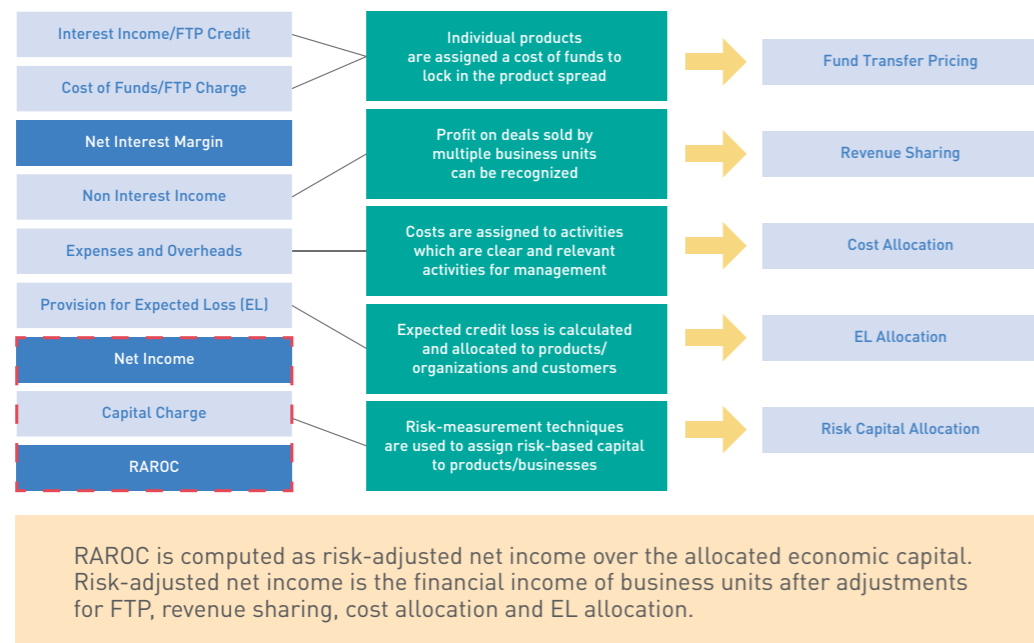 Interest Income/FTP Credit
Cost of Funds/FTP Charge
Net Interest Margin
Non Interest Income
Expenses and Overheads
Provision for Expected Loss (EL)
Net Income
Capital Charge
RAROC
Individual products
are assigned a cost of funds to
lock in the product spread
Profit on deals sold by
multiple business units
can be recognized
Costs are assigned to activities
which are clear and relevant
activities for management
Expected credit loss is calculated
and allocated to products/
organizations and customers
Risk-measurement techniques
are used to assign risk-based capital
to products/businesses
Fund Transfer Pricing
Revenue Sharing
Cost Allocation
EL Allocation
Risk Capital Allocation
RAROC is computed as risk-adjusted net income over the allocated economic capital.
Risk-adjusted net income is the financial income of business units after adjustments
for FTP, revenue sharing, cost allocation and EL allocation.